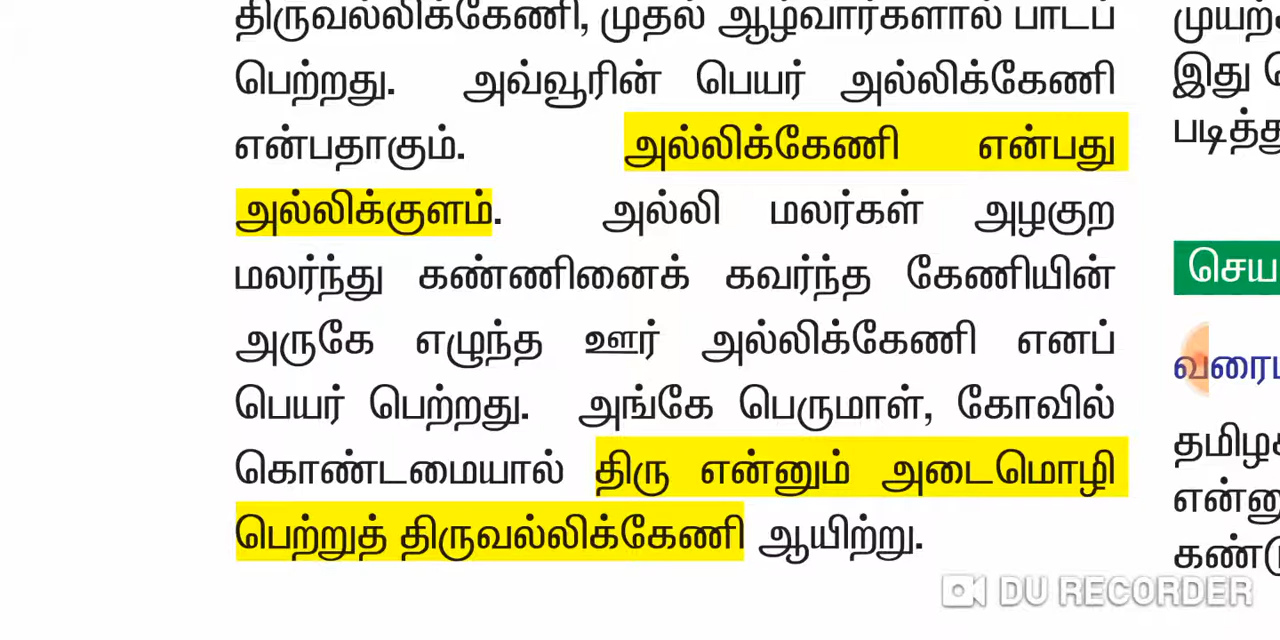 திருவல்லிக்கேணி, முதல் ஆழ்வார்களால் பாடப்
பெற்றது. அவ்வூரின் பெயர் அல்லிக்கேணி
என்பதாகும். அல்லிக்கேணி என்பது
அல்லிக்குளம். அல்லி மலர்கள் அழகுற
மலர்ந்து கண்ணினைக் கவர்ந்த கேணியின்
அருகே எழுந்த ஊர் அல்லிக்கேணி எனப்
பெயர் பெற்றது. அங்கே பெருமாள், கோவில்
கொண்டமையால் திரு என்னும் அடைமொழி
பெற்றுத் திருவல்லிக்கேணி ஆயிற்று.
இது
செய
தமிழக
கண்டு
DU RECORDER